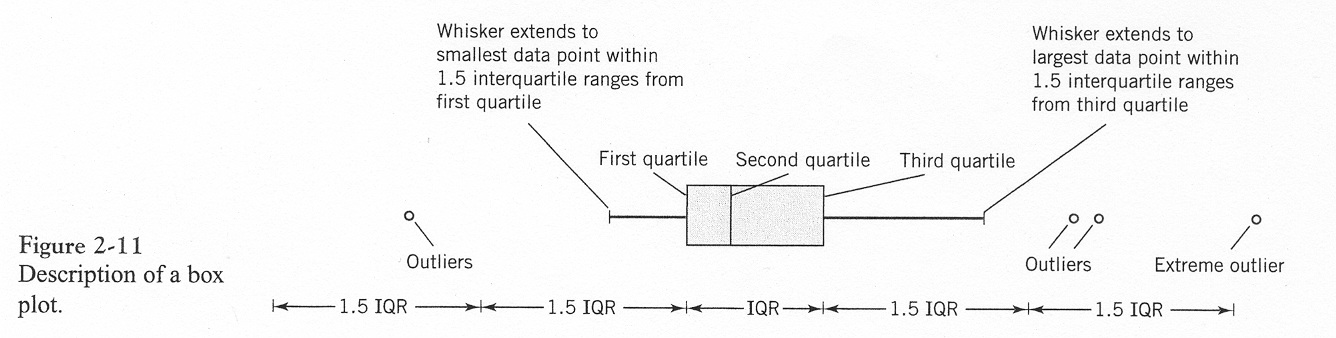 Whisker extends to
smallest data point within
1.5 interquartile ranges from
first quartile
Whisker extends to
largest data point within
1.5 interquartile ranges
from third quartile
First quartile
Second quartile
Third quartile
Outliers
Outliers
Extreme outlier
1.5 IQR
1.5 IQR
IQR
1.5 IQR
1.5 IQR
Figure 2-11
Description of a box
plot.